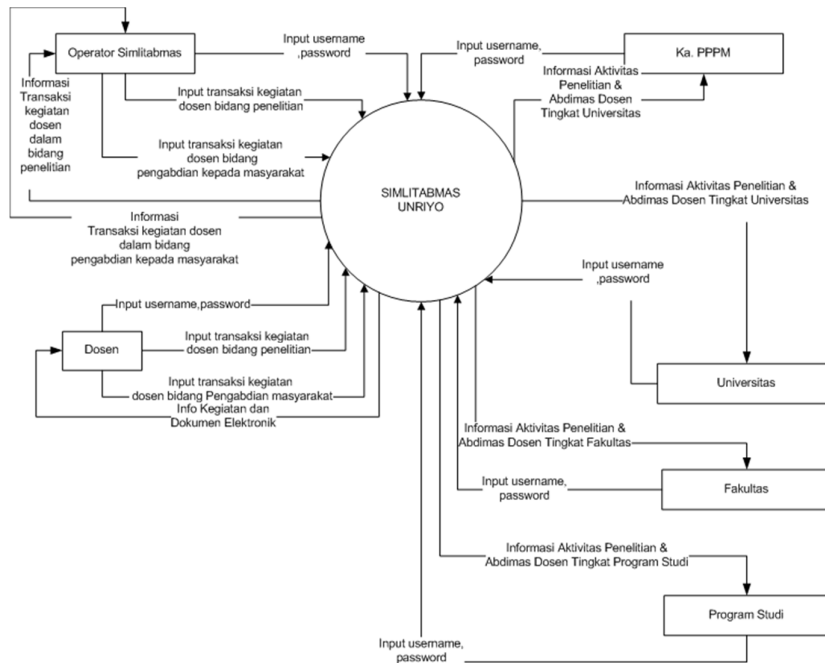 Operator Simlitabmas
Input username
,password
Input username,
password
Ka. PPPM
Informasi
Transaksi
kegiatan
dosen
dalam
bidang
penelitian
Input transaksi kegiatan
dosen bidang penelitian
Informasi Aktivitas
Penelitian &
Abdimas Dosen
Tingkat Universitas
Input transaksi kegiatan
dosen bidang
pengabdian kepada masyarakat
SIMLITABMAS
UNRIYO
Informasi Aktivitas Penelitian &
Abdimas Dosen Tingkat Universitas
Informasi
Transaksi kegiatan dosen
dalam bidang
pengabdian kepada masyarakat
Input username
,password
Input username,password
Dosen
Input transaksi kegiatan
dosen bidang penelitian
Input transaksi kegiatan
dosen bidang Pengabdian masyarakat
Info Kegiatan dan
Dokumen Elektronik
Universitas
Informasi Aktivitas Penelitian &
Abdimas Dosen Tingkat Fakultas
Input username,
password
Fakultas
Informasi Aktivitas Penelitian &
Abdimas Dosen Tingkat Program Studi
Program Studi
Input username,
password